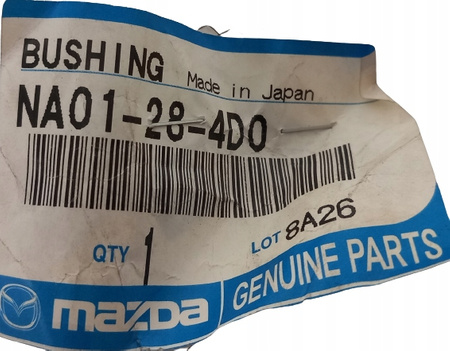 BUSHING Made in Japan
NA01-28-4D0
QTY 1 LOT 8A26
mazda GENUINE PARTS